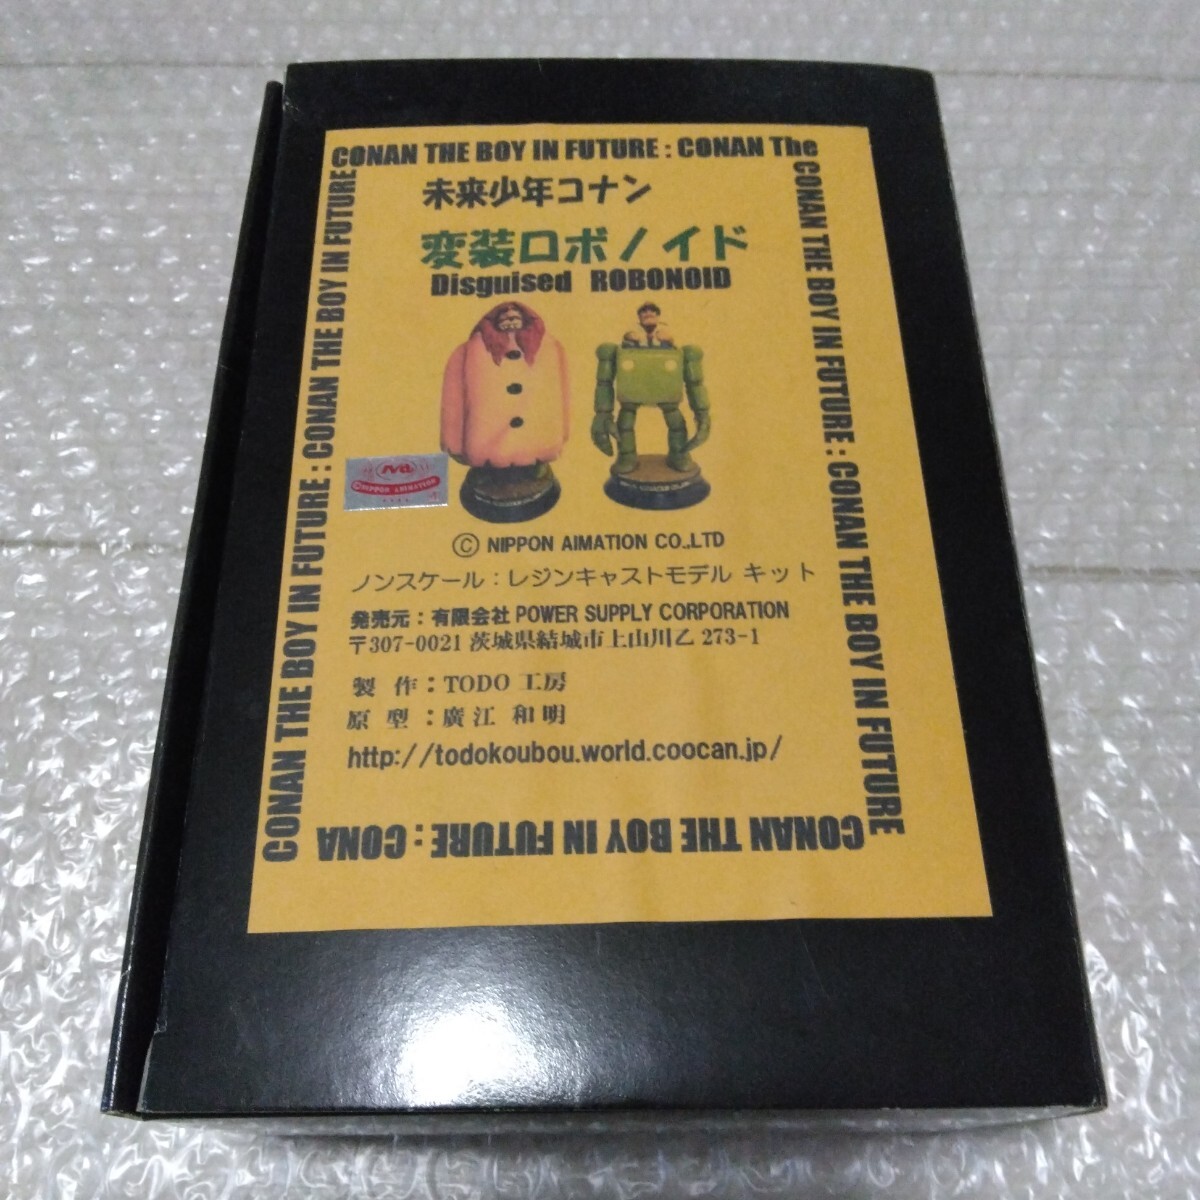 CONAN THE BOY IN FUTURE : CONAN The
CONAN THE BOY IN FUTURE : CONAN THE BOY IN FUTURE
CONAN THE BOY IN FUTURE : CONA
CONAN THE BOY IN FUTURE : CONAN THE BOY IN FUTURE
未来少年コナン
変装ロボノイド
Disguised ROBONOID
NIPPON ANIMATION
© NIPPON AIMATION CO.,LTD
ノンスケール：レジンキャストモデル キット
発売元：有限会社 POWER SUPPLY CORPORATION
〒307-0021 茨城県結城市上山川乙 273-1
製 作：TODO 工房
原 型：廣江 和明
http://todokoubou.world.coocan.jp/